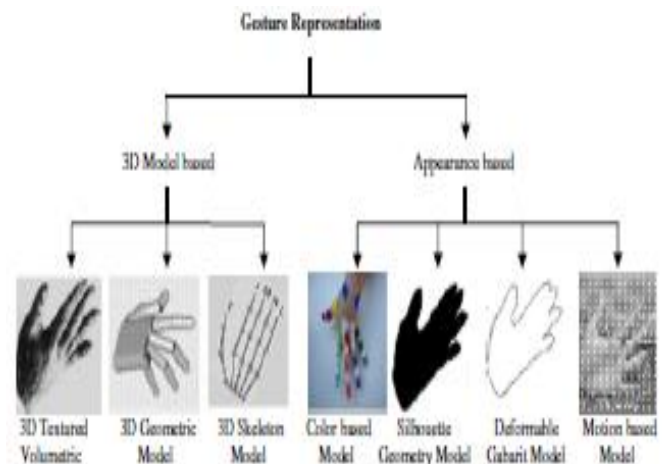 Gesture Representation
3D Model based
Appearance based
3D Textured
Volumetric
3D Geometric
Model
3D Skeleton
Model
Color based
Model
Silhouette
Geometry Model
Deformable
Gabarit Model
Motion based
Model